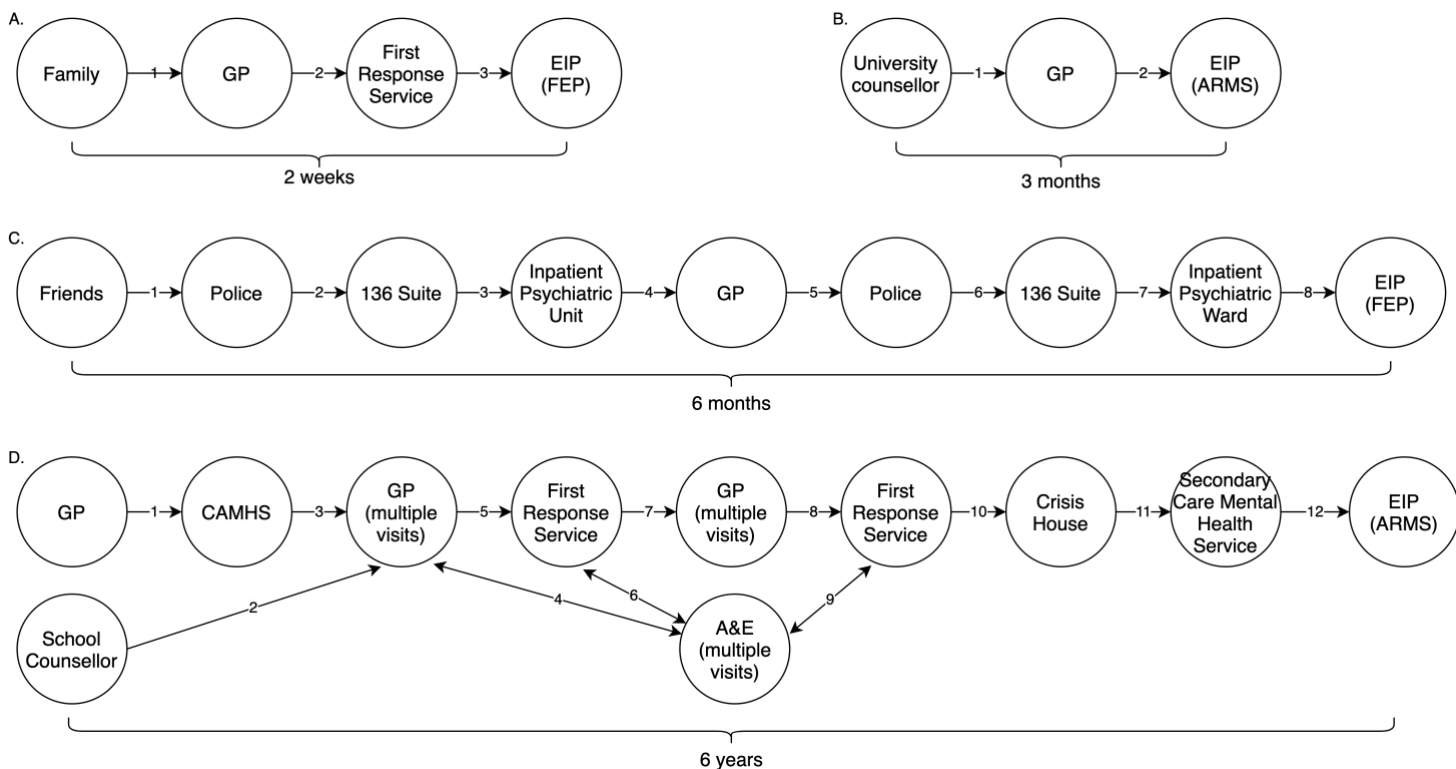 A.
Family
1
GP
2
First
Response
Service
3
EIP
(FEP)
2 weeks
B.
University
counsellor
1
GP
2
EIP
(ARMS)
3 months
C.
Friends
1
Police
2
136 Suite
3
Inpatient
Psychiatric
Unit
4
GP
5
Police
6
136 Suite
7
Inpatient
Psychiatric
Ward
8
EIP
(FEP)
6 months
D.
GP
1
CAMHS
3
GP
(multiple
visits)
5
First
Response
Service
7
GP
(multiple
visits)
8
First
Response
Service
10
Crisis
House
11
Secondary
Care Mental
Health
Service
12
EIP
(ARMS)
School
Counsellor
2
4
6
9
A&E
(multiple
visits)
6 years